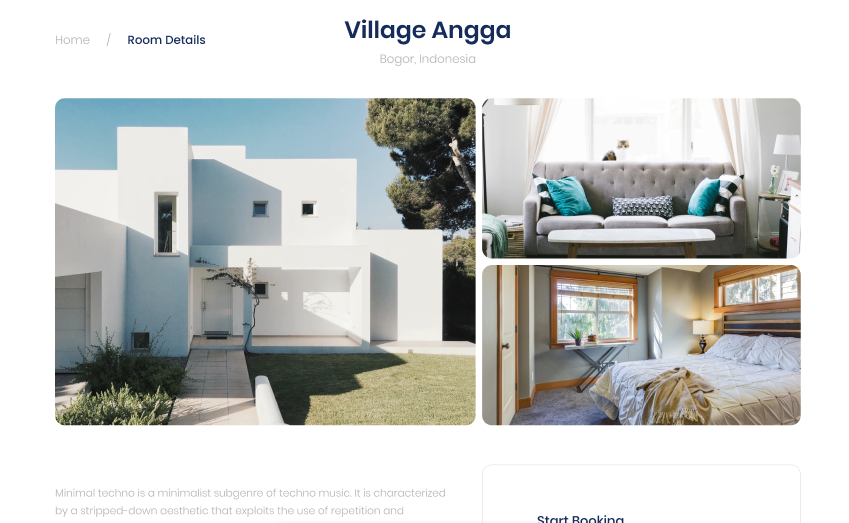 Home / Room Details
Village Angga
Bogor, Indonesia
Minimal techno is a minimalist subgenre of techno music. It is characterized
by a stripped-down aesthetic that exploits the use of repetition and
Start Booking